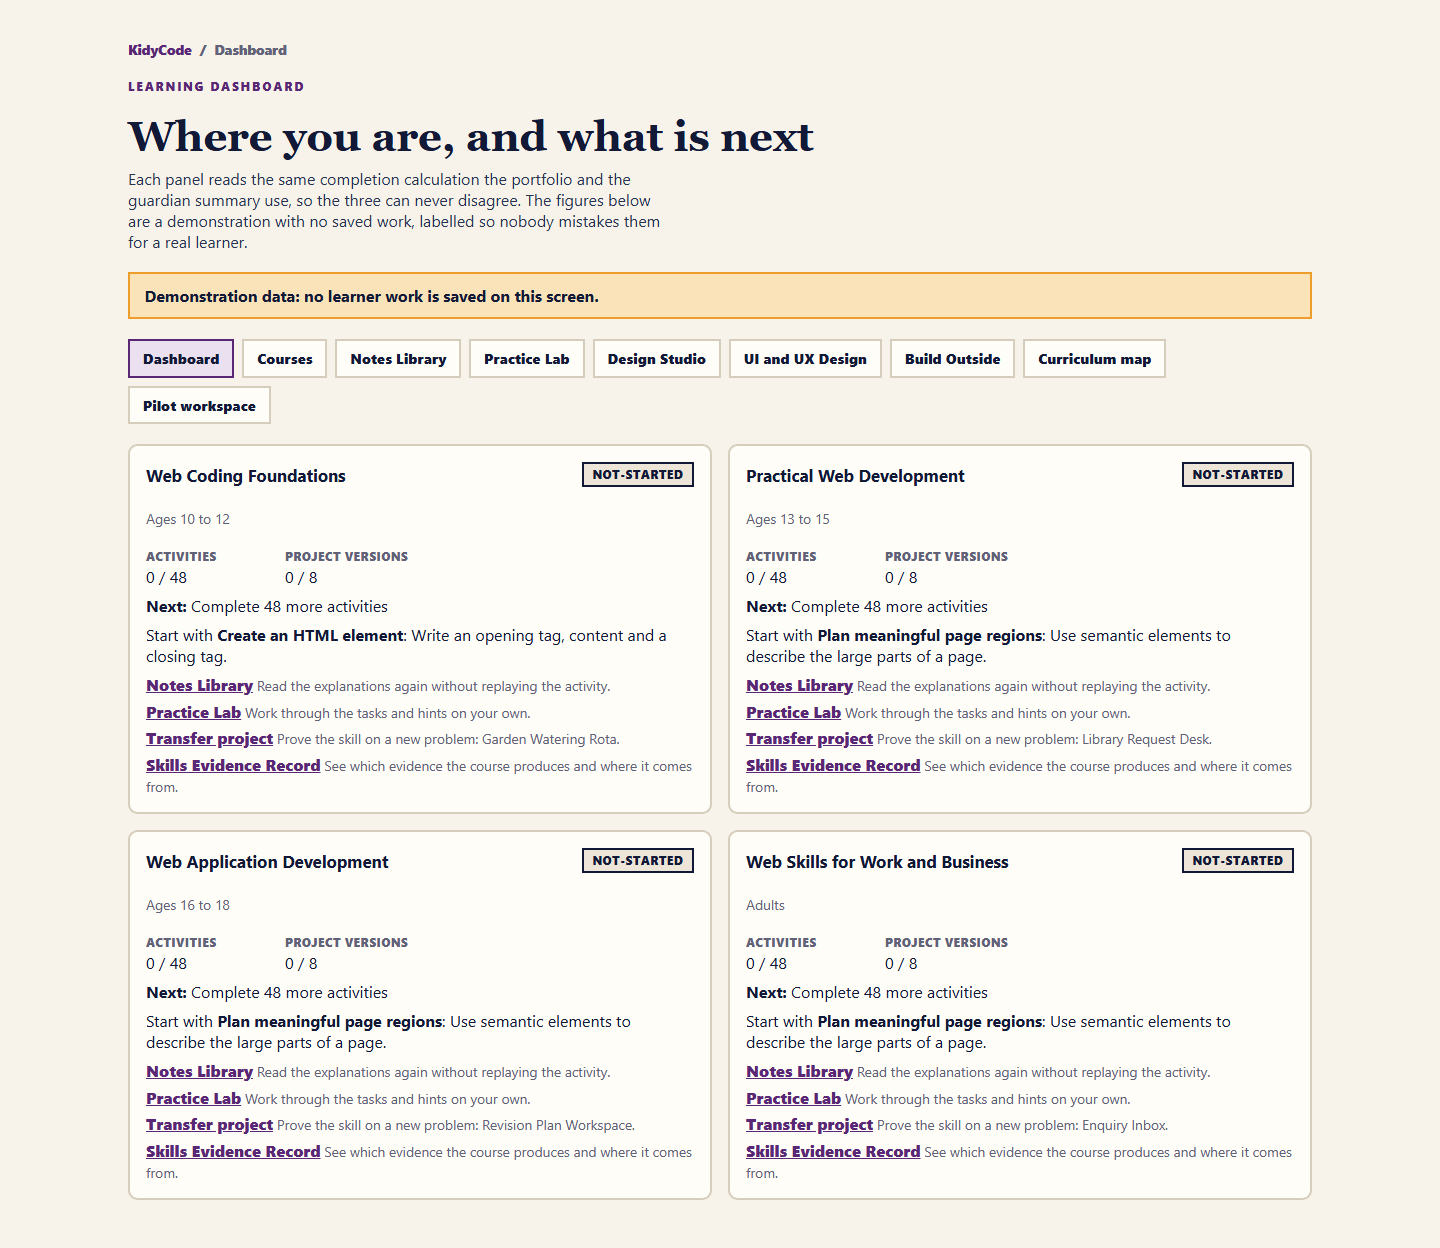 KidyCode / Dashboard
LEARNING DASHBOARD
Where you are, and what is next
Each panel reads the same completion calculation the portfolio and the
guardian summary use, so the three can never disagree. The figures below
are a demonstration with no saved work, labelled so nobody mistakes them
for a real learner.
Demonstration data: no learner work is saved on this screen.
Dashboard
Courses
Notes Library
Practice Lab
Design Studio
UI and UX Design
Build Outside
Curriculum map
Pilot workspace
Web Coding Foundations
NOT-STARTED
Ages 10 to 12
ACTIVITIES
0 / 48
PROJECT VERSIONS
0 / 8
Next: Complete 48 more activities
Start with Create an HTML element: Write an opening tag, content and a
closing tag.
Notes Library Read the explanations again without replaying the activity.
Practice Lab Work through the tasks and hints on your own.
Transfer project Prove the skill on a new problem: Garden Watering Rota.
Skills Evidence Record See which evidence the course produces and where it comes
from.
Practical Web Development
NOT-STARTED
Ages 13 to 15
ACTIVITIES
0 / 48
PROJECT VERSIONS
0 / 8
Next: Complete 48 more activities
Start with Plan meaningful page regions: Use semantic elements to
describe the large parts of a page.
Notes Library Read the explanations again without replaying the activity.
Practice Lab Work through the tasks and hints on your own.
Transfer project Prove the skill on a new problem: Library Request Desk.
Skills Evidence Record See which evidence the course produces and where it comes
from.
Web Application Development
NOT-STARTED
Ages 16 to 18
ACTIVITIES
0 / 48
PROJECT VERSIONS
0 / 8
Next: Complete 48 more activities
Start with Plan meaningful page regions: Use semantic elements to
describe the large parts of a page.
Notes Library Read the explanations again without replaying the activity.
Practice Lab Work through the tasks and hints on your own.
Transfer project Prove the skill on a new problem: Revision Plan Workspace.
Skills Evidence Record See which evidence the course produces and where it comes
from.
Web Skills for Work and Business
NOT-STARTED
Adults
ACTIVITIES
0 / 48
PROJECT VERSIONS
0 / 8
Next: Complete 48 more activities
Start with Plan meaningful page regions: Use semantic elements to
describe the large parts of a page.
Notes Library Read the explanations again without replaying the activity.
Practice Lab Work through the tasks and hints on your own.
Transfer project Prove the skill on a new problem: Enquiry Inbox.
Skills Evidence Record See which evidence the course produces and where it comes
from.